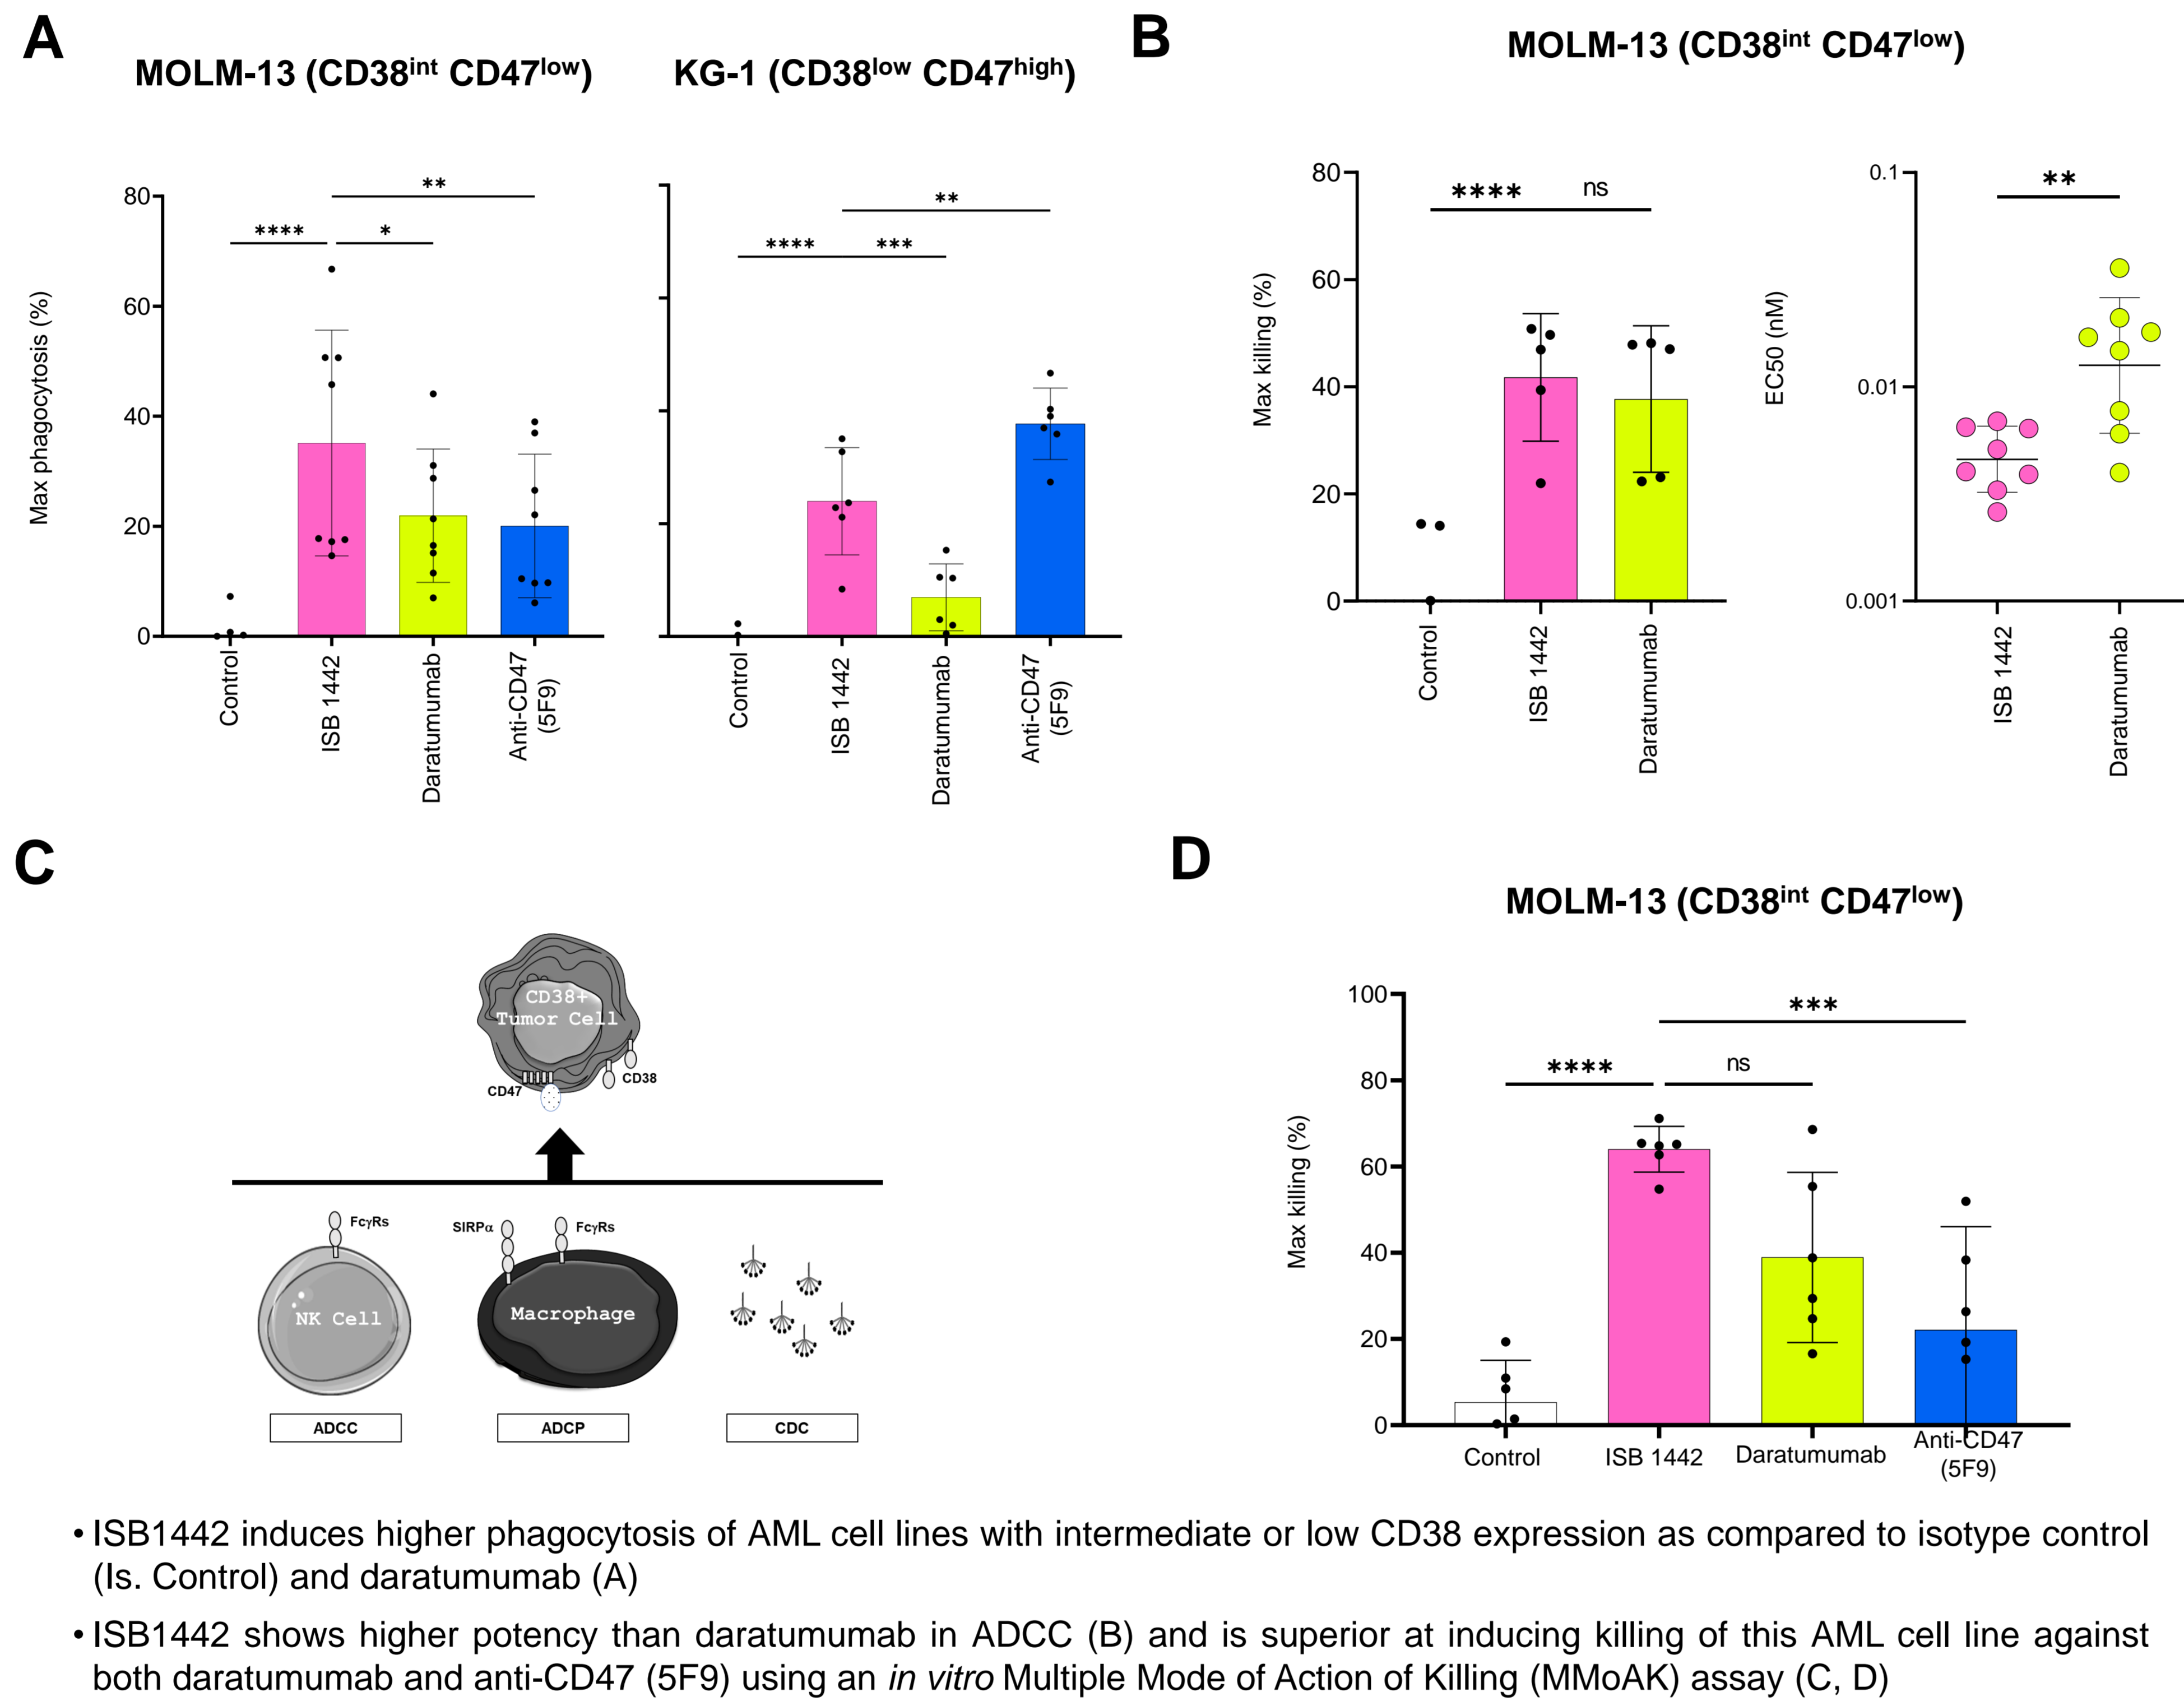 A
MOLM-13 (CD38int CD47low)
KG-1 (CD38low CD47high)
Max phagocytosis (%)
80
60
40
20
0
****
*
**
****
***
**
Control
ISB 1442
Daratumumab
Anti-CD47
(5F9)
Control
ISB 1442
Daratumumab
Anti-CD47
(5F9)
B
MOLM-13 (CD38int CD47low)
Max killing (%)
80
60
40
20
0
****
ns
Control
ISB 1442
Daratumumab
EC50 (nM)
0.1
0.01
0.001
**
ISB 1442
Daratumumab
C
CD38+
Tumor Cell
CD47
CD38
FcγRs
SIRPα
FcγRs
NK Cell
Macrophage
ADCC
ADCP
CDC
D
MOLM-13 (CD38int CD47low)
Max killing (%)
100
80
60
40
20
0
****
ns
***
Control
ISB 1442
Daratumumab
Anti-CD47
(5F9)
• ISB1442 induces higher phagocytosis of AML cell lines with intermediate or low CD38 expression as compared to isotype control
(Is. Control) and daratumumab (A)
• ISB1442 shows higher potency than daratumumab in ADCC (B) and is superior at inducing killing of this AML cell line against
both daratumumab and anti-CD47 (5F9) using an in vitro Multiple Mode of Action of Killing (MMoAK) assay (C, D)